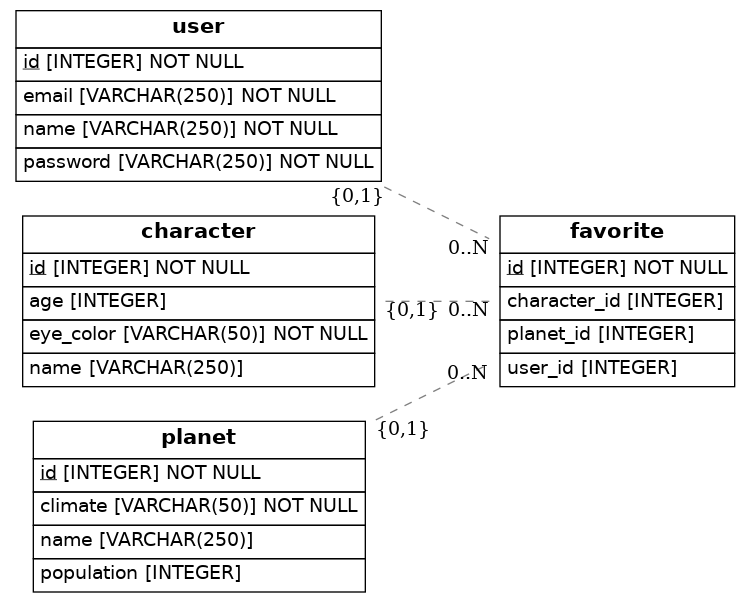 user
id [INTEGER] NOT NULL
email [VARCHAR(250)] NOT NULL
name [VARCHAR(250)] NOT NULL
password [VARCHAR(250)] NOT NULL
{0,1}
0..N
character
id [INTEGER] NOT NULL
age [INTEGER]
eye_color [VARCHAR(50)] NOT NULL
name [VARCHAR(250)]
{0,1} 0..N
favorite
id [INTEGER] NOT NULL
character_id [INTEGER]
planet_id [INTEGER]
user_id [INTEGER]
0..N
{0,1}
planet
id [INTEGER] NOT NULL
climate [VARCHAR(50)] NOT NULL
name [VARCHAR(250)]
population [INTEGER]